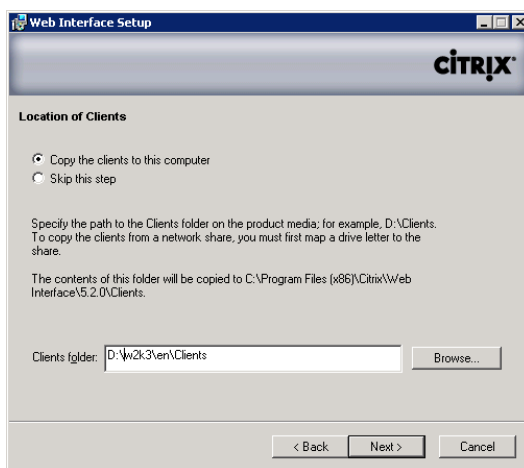 Web Interface Setup
CİTRIX
Location of Clients
Copy the clients to this computer
Skip this step
Specify the path to the Clients folder on the product media; for example, D:\Clients.
To copy the clients from a network share, you must first map a drive letter to the
share.
The contents of this folder will be copied to C:\Program Files (x86)\Citrix\Web
Interface\5.2.0\Clients.
Clients folder: D:\w2k3\en\Clients Browse...
< Back Next > Cancel